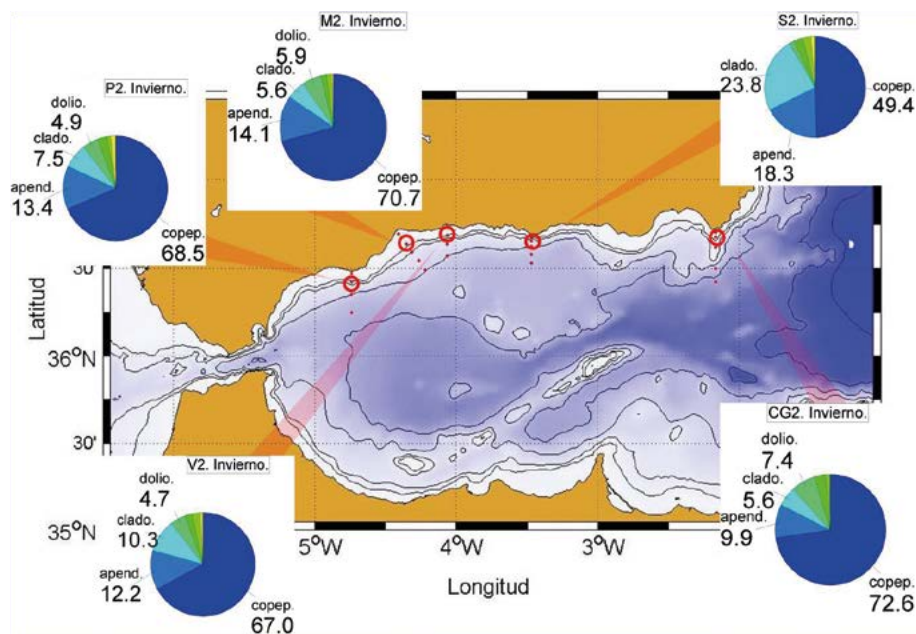 M2. Invierno.
dolio.
5.9
clado.
5.6
apend.
14.1
copep.
70.7
P2. Invierno.
dolio.
4.9
clado.
7.5
apend.
13.4
copep.
68.5
S2. Invierno.
clado.
23.8
copep.
49.4
apend.
18.3
Latitud
30'
36°N
30'
35°N
5°W
4°W
3°W
Longitud
V2. Invierno.
dolio.
4.7
clado.
10.3
apend.
12.2
copep.
67.0
CG2. Invierno.
dolio.
7.4
clado.
5.6
apend.
9.9
copep.
72.6